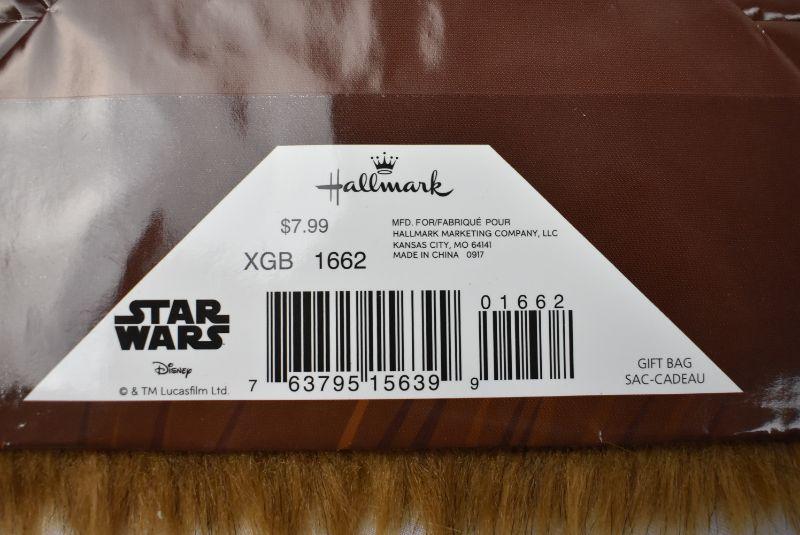 Hallmark
$7.99
XGB 1662
MFD. FOR/FABRIQUÉ POUR
HALLMARK MARKETING COMPANY, LLC
KANSAS CITY, MO 64141
MADE IN CHINA 0917
STAR
WARS
Disney
© & TM Lucasfilm Ltd.
7 63795 15639 9
01662
GIFT BAG
SAC-CADEAU